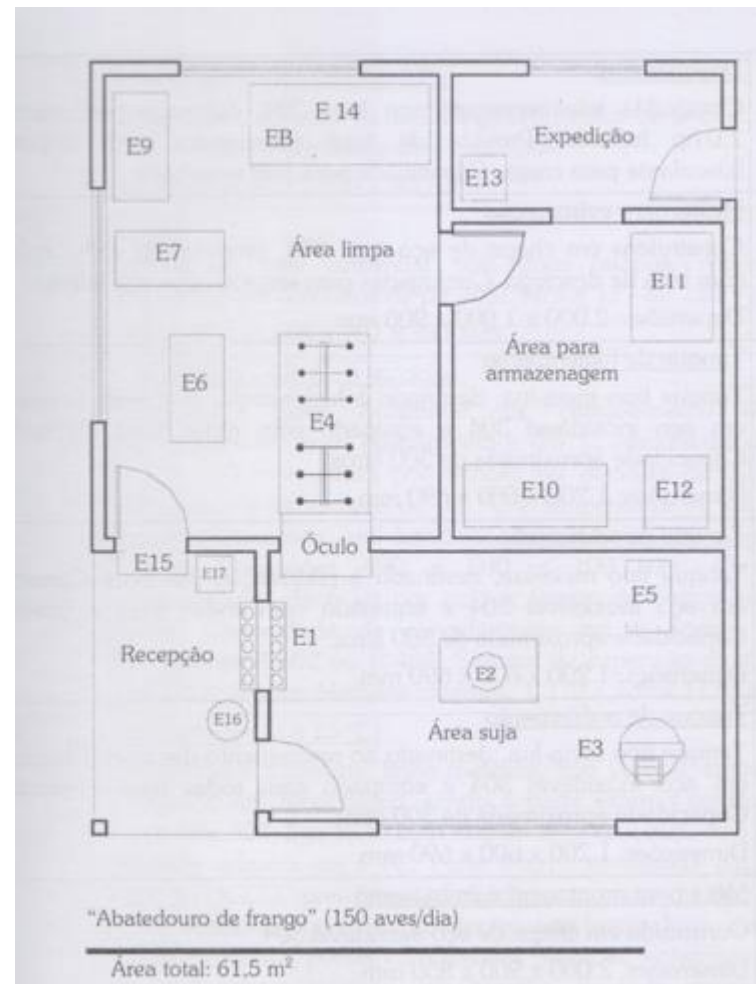 E9
E 14
EB
Expedição
E13
E7
Área limpa
E11
Área para
armazenagem
E6
E4
E10
E12
Óculo
E15
E17
E5
E1
Recepção
E2
E16
Área suja
E3
"Abatedouro de frango" (150 aves/dia)
Área total: 61,5 m²